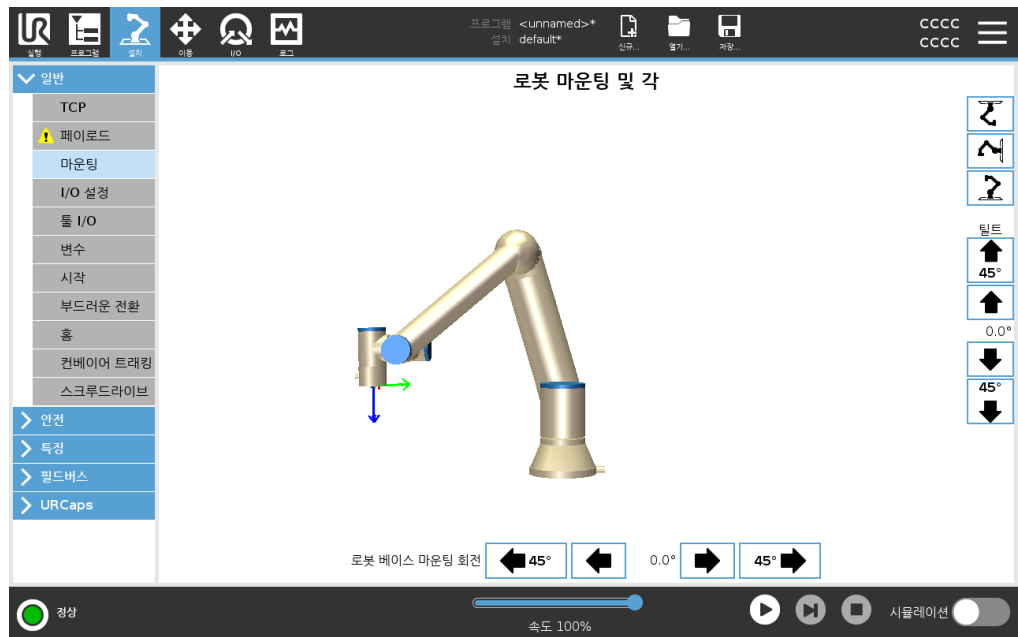 UR
실행
프로그램
설치
이동
I/O
로그
프로그램 <unnamed>*
설치 default*
신규...
열기...
저장...
cccc
cccc
일반
TCP
페이로드
마운팅
I/O 설정
툴 I/O
변수
시작
부드러운 전환
홈
컨베이어 트래킹
스크루드라이브
안전
특징
필드버스
URCaps
로봇 마운팅 및 각
틸트
45°
0.0°
45°
로봇 베이스 마운팅 회전 45° 0.0° 45°
정상
속도 100%
시뮬레이션